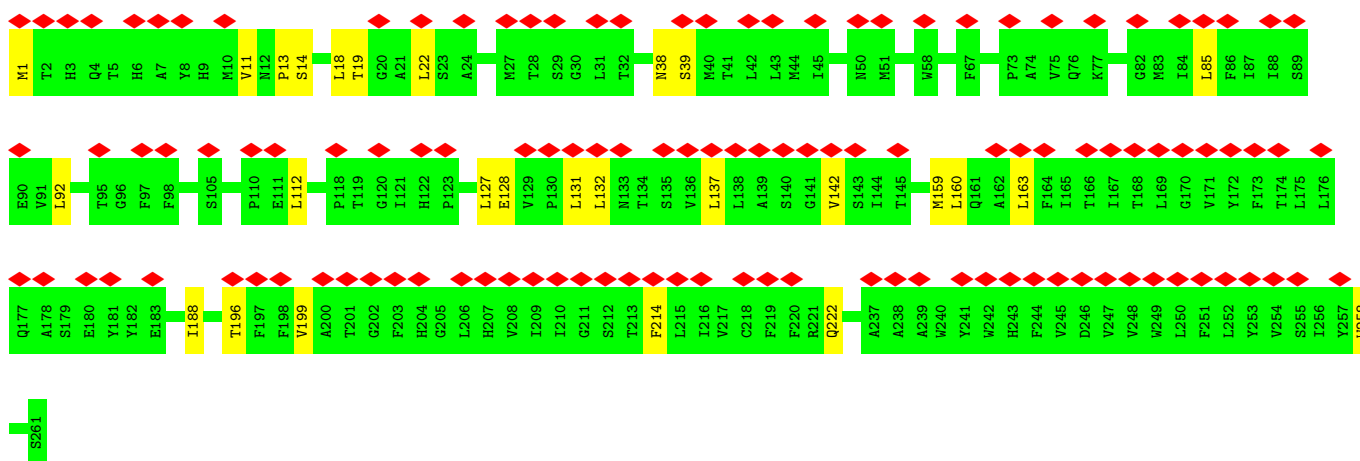 M1 T2 H3 Q4 T5 H6 A7 Y8 H9 M10 V11 N12 P13 S14 L18 T19 G20 A21 L22 S23 A24 M27 T28 S29 G30 L31 T32 N38 S39 M40 T41 L42 L43 M44 I45 N50 M51 W58 F67 P73 A74 V75 Q76 K77 G82 M83 I84 L85 F86 I87 I88 S89
E90 V91 L92 T95 G96 F97 F98 S105 P110 E111 L112 P118 T119 G120 I121 H122 P123 L127 E128 V129 P130 L131 L132 N133 T134 S135 V136 L137 L138 A139 S140 G141 V142 S143 I144 T145 M159 L160 Q161 A162 L163 F164 I165 T166 I167 T168 L169 G170 V171 Y172 F173 T174 L175 L176
Q177 A178 S179 E180 Y181 Y182 E183 I188 T196 F197 F198 V199 A200 T201 G202 F203 H204 G205 L206 H207 V208 I209 I210 G211 S212 T213 F214 L215 I216 V217 C218 F219 F220 R221 Q222 A237 A238 A239 W240 Y241 W242 H243 F244 V245 D246 V247 V248 W249 L250 F251 L252 Y253 V254 S255 I256 Y257
S261